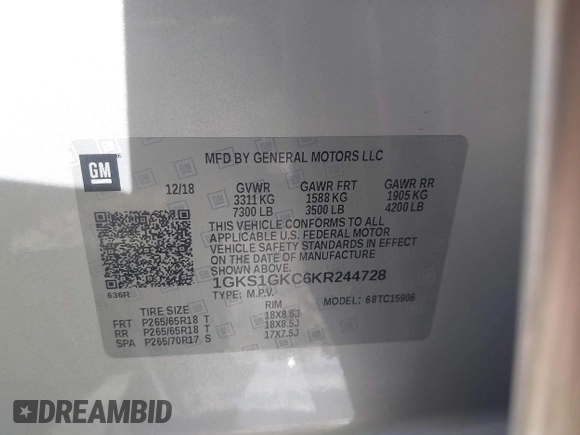 GM
MFD BY GENERAL MOTORS LLC
12/18 GVWR GAWR FRT GAWR RR
3311 KG 1588 KG 1905 KG
7300 LB 3500 LB 4200 LB
THIS VEHICLE CONFORMS TO ALL
APPLICABLE U.S. FEDERAL MOTOR
VEHICLE SAFETY STANDARDS IN EFFECT
ON THE DATE OF MANUFACTURE
SHOWN ABOVE.
1GKS1GKC6KR244728
636R TYPE: M.P.V. MODEL: 68TC15906
TIRE SIZE RIM
FRT P265/65R18 T 18X8.5J
RR P265/65R18 T 18X8.5J
SPA P265/70R17 S 17X7.5J
DREAMBID